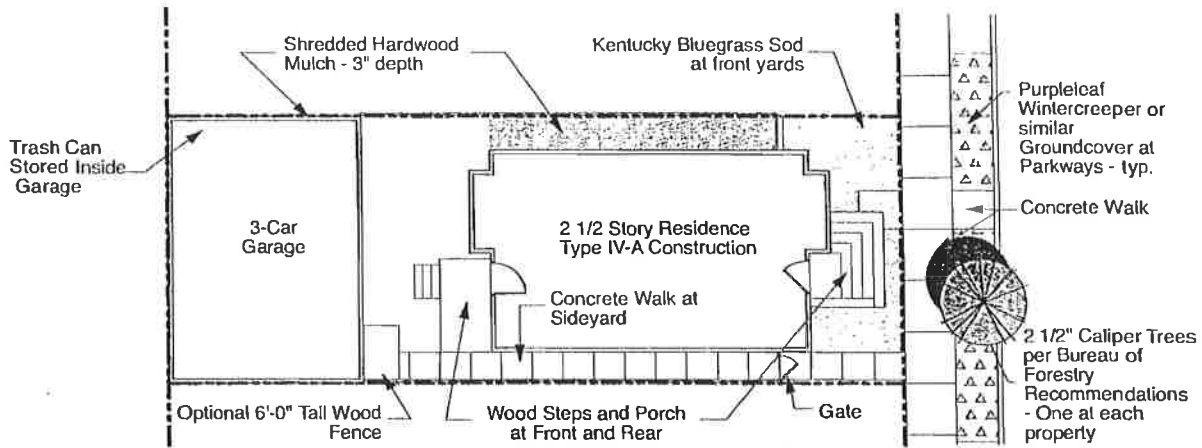 Shredded Hardwood
Mulch - 3" depth
Kentucky Bluegrass Sod
at front yards
Purpleleaf
Wintercreeper or
similar
Groundcover at
Parkways - typ.
Trash Can
Stored Inside
Garage
3-Car
Garage
2 1/2 Story Residence
Type IV-A Construction
Concrete Walk
Concrete Walk at
Sideyard
2 1/2" Caliper Trees
per Bureau of
Forestry
Recommendations
- One at each
property
Optional 6'-0" Tall Wood
Fence
Wood Steps and Porch
at Front and Rear
Gate